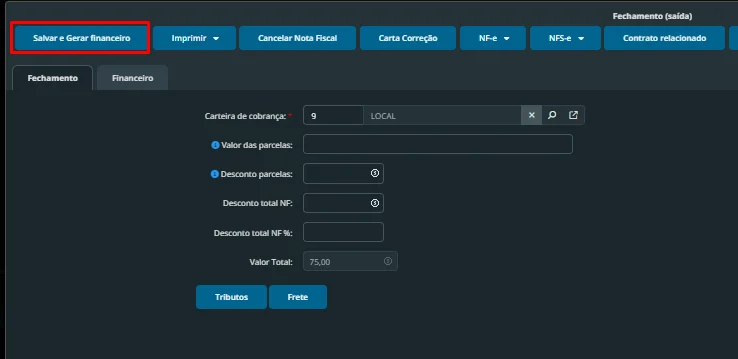 Fechamento (saída)
Salvar e Gerar financeiro Imprimir Cancelar Nota Fiscal Carta Correção NF-e NFS-e Contrato relacionado
Fechamento Financeiro
Carteira de cobrança: * 9 LOCAL
Valor das parcelas:
Desconto parcelas:
Desconto total NF:
Desconto total NF %:
Valor Total: 75,00
Tributos Frete